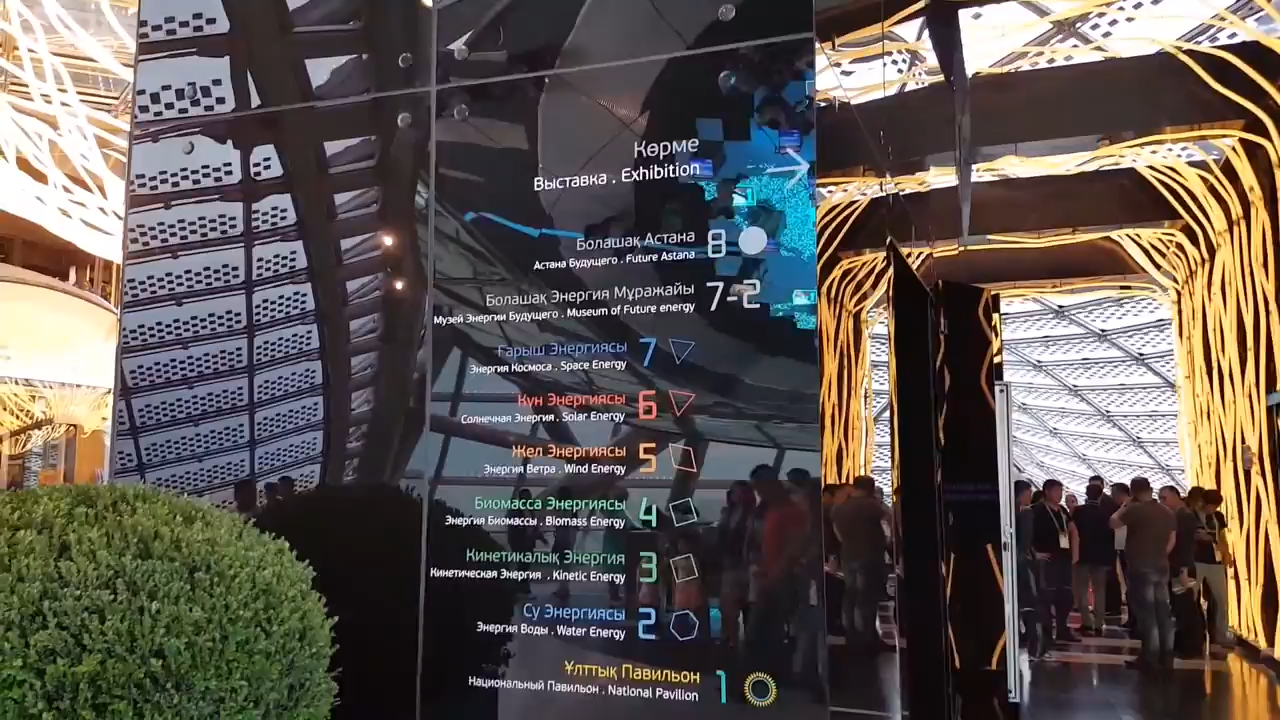 Көрме
Выставка . Exhibition
Болашақ Астана 8
Астана Будущего . Future Astana
Болашақ Энергия Мұражайы 7-2
Музей Энергии Будущего . Museum of Future energy
Ғарыш Энергиясы 7
Энергия Космоса . Space Energy
Күн Энергиясы 6
Солнечная Энергия . Solar Energy
Жел Энергиясы 5
Энергия Ветра . Wind Energy
Биомасса Энергиясы 4
Энергия Биомассы . Biomass Energy
Кинетикалық Энергия 3
Кинетическая Энергия . Kinetic Energy
Су Энергиясы 2
Энергия Воды . Water Energy
Ұлттық Павильон 1
Национальный Павильон . National Pavilion